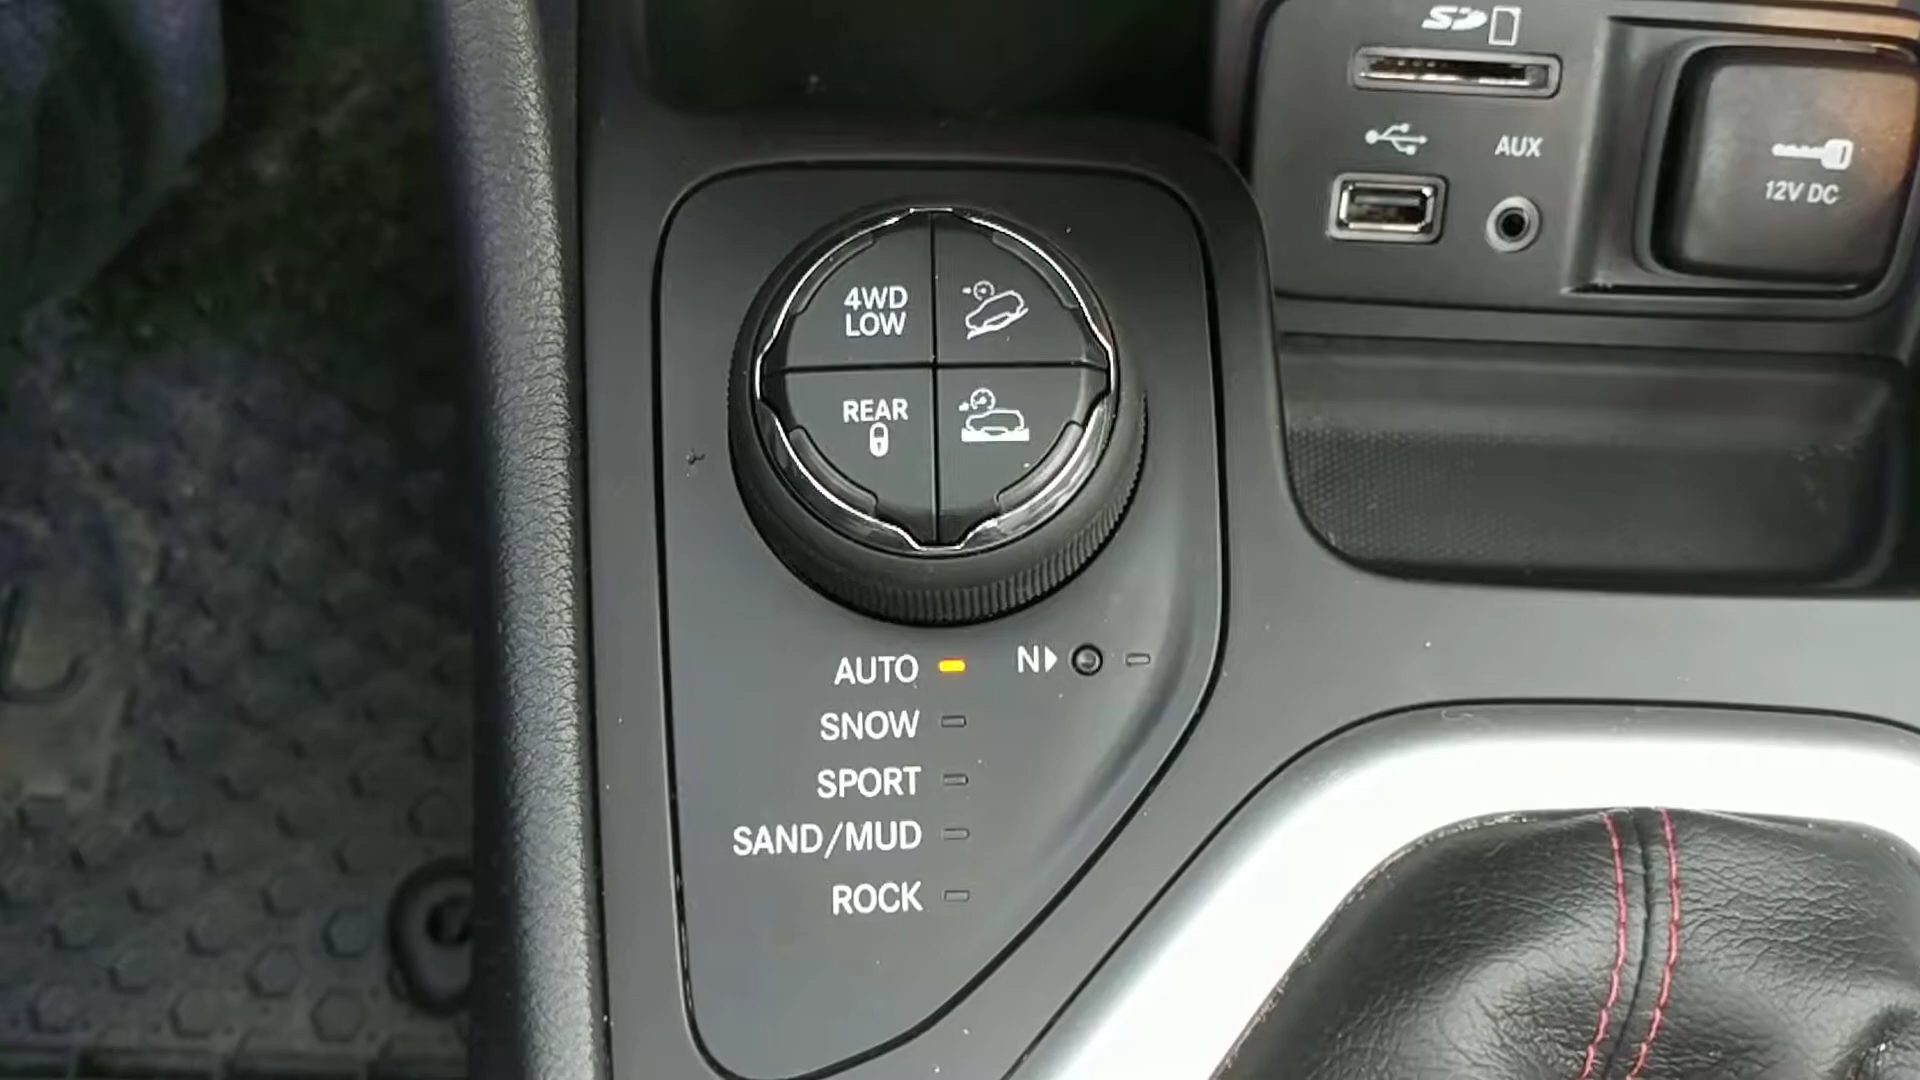 SD
AUX
12V DC
4WD
LOW
REAR
AUTO
N
SNOW
SPORT
SAND/MUD
ROCK